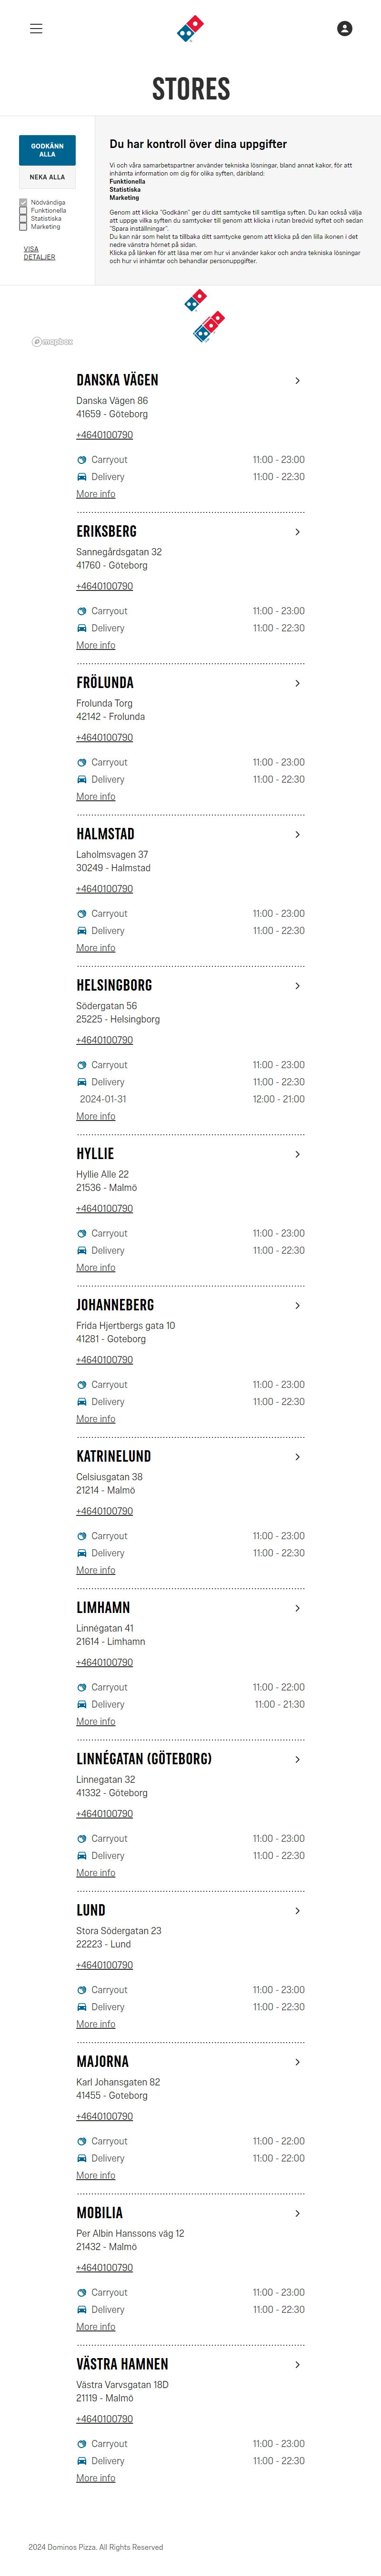 STORES
GODKÄNN
ALLA
NEKA ALLA
Nödvändiga
Funktionella
Statistiska
Marketing
VISA
DETALJER
Du har kontroll över dina uppgifter
Vi och våra samarbetspartner använder tekniska lösningar, bland annat kakor, för att
inhämta information om dig för olika syften, däribland:
Funktionella
Statistiska
Marketing
Genom att klicka "Godkänn" ger du ditt samtycke till samtliga syften. Du kan också välja
att uppge vilka syften du samtycker till genom att klicka i rutan bredvid syftet och sedan
"Spara inställningar".
Du kan när som helst ta tillbaka ditt samtycke genom att klicka på den lilla ikonen i det
nedre vänstra hörnet på sidan.
Klicka på länken för att läsa mer om hur vi använder kakor och andra tekniska lösningar
och hur vi inhämtar och behandlar personuppgifter.
mapbox
DANSKA VÄGEN
Danska Vägen 86
41659 - Göteborg
+4640100790
Carryout 11:00 - 23:00
Delivery 11:00 - 22:30
More info
ERIKSBERG
Sannegårdsgatan 32
41760 - Göteborg
+4640100790
Carryout 11:00 - 23:00
Delivery 11:00 - 22:30
More info
FRÖLUNDA
Frolunda Torg
42142 - Frolunda
+4640100790
Carryout 11:00 - 23:00
Delivery 11:00 - 22:30
More info
HALMSTAD
Laholmsvagen 37
30249 - Halmstad
+4640100790
Carryout 11:00 - 23:00
Delivery 11:00 - 22:30
More info
HELSINGBORG
Södergatan 56
25225 - Helsingborg
+4640100790
Carryout 11:00 - 23:00
Delivery 11:00 - 22:30
2024-01-31 12:00 - 21:00
More info
HYLLIE
Hyllie Alle 22
21536 - Malmö
+4640100790
Carryout 11:00 - 23:00
Delivery 11:00 - 22:30
More info
JOHANNEBERG
Frida Hjertbergs gata 10
41281 - Goteborg
+4640100790
Carryout 11:00 - 23:00
Delivery 11:00 - 22:30
More info
KATRINELUND
Celsiusgatan 38
21214 - Malmö
+4640100790
Carryout 11:00 - 23:00
Delivery 11:00 - 22:30
More info
LIMHAMN
Linnégatan 41
21614 - Limhamn
+4640100790
Carryout 11:00 - 22:00
Delivery 11:00 - 21:30
More info
LINNÉGATAN (GÖTEBORG)
Linnegatan 32
41332 - Göteborg
+4640100790
Carryout 11:00 - 23:00
Delivery 11:00 - 22:30
More info
LUND
Stora Södergatan 23
22223 - Lund
+4640100790
Carryout 11:00 - 23:00
Delivery 11:00 - 22:30
More info
MAJORNA
Karl Johansgaten 82
41455 - Goteborg
+4640100790
Carryout 11:00 - 22:00
Delivery 11:00 - 22:00
More info
MOBILIA
Per Albin Hanssons väg 12
21432 - Malmö
+4640100790
Carryout 11:00 - 23:00
Delivery 11:00 - 22:30
More info
VÄSTRA HAMNEN
Västra Varvsgatan 18D
21119 - Malmö
+4640100790
Carryout 11:00 - 23:00
Delivery 11:00 - 22:30
More info
2024 Dominos Pizza. All Rights Reserved